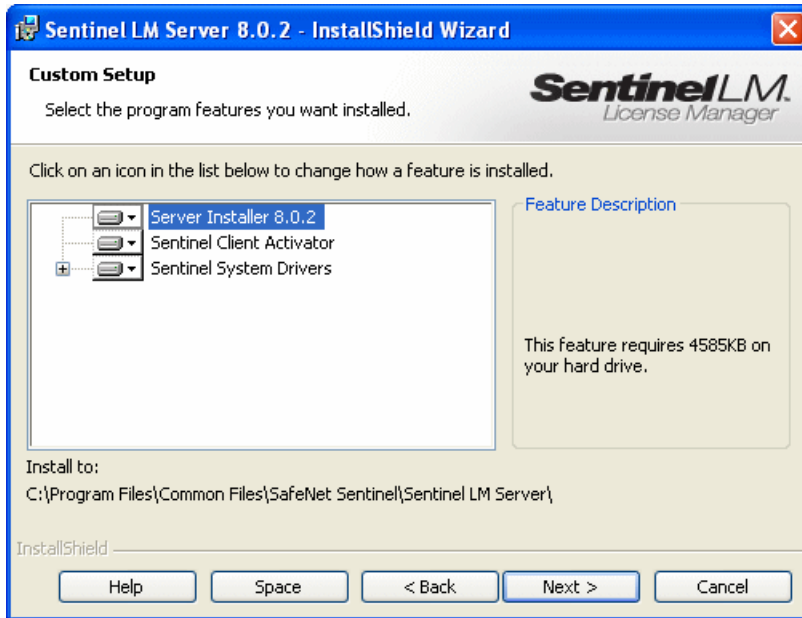 Sentinel LM Server 8.0.2 - InstallShield Wizard
Custom Setup
Select the program features you want installed.
SentinelLM.
License Manager
Click on an icon in the list below to change how a feature is installed.
Server Installer 8.0.2
Sentinel Client Activator
Sentinel System Drivers
Feature Description
This feature requires 4585KB on
your hard drive.
Install to:
C:\Program Files\Common Files\SafeNet Sentinel\Sentinel LM Server\
InstallShield
Help Space < Back Next > Cancel